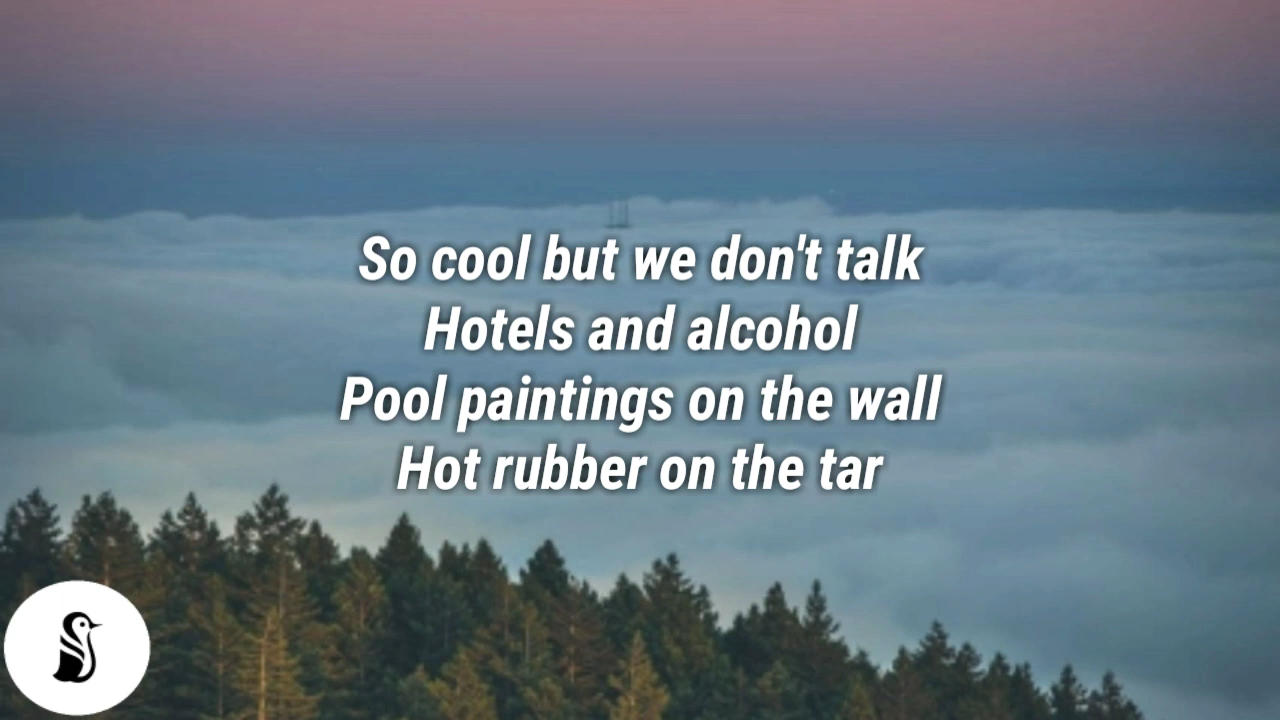 So cool but we don't talk
Hotels and alcohol
Pool paintings on the wall
Hot rubber on the tar